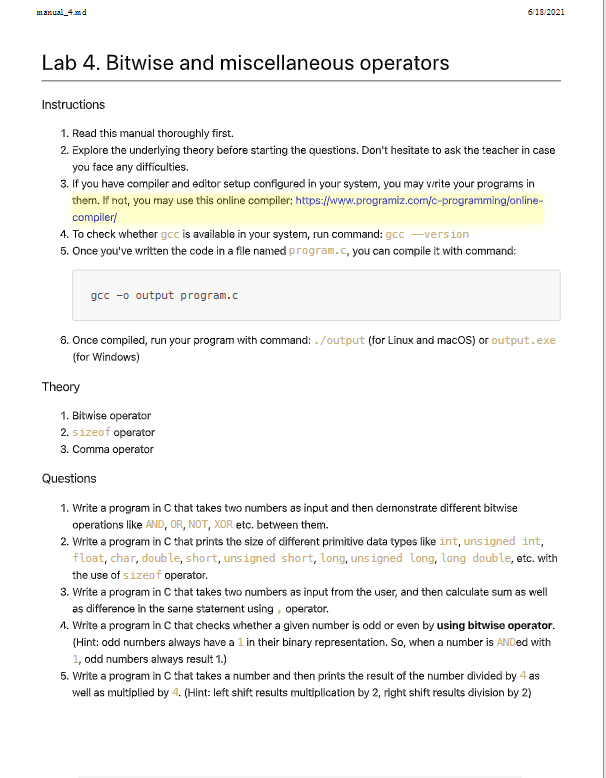 manual_4.md 6/18/2021
Lab 4. Bitwise and miscellaneous operators
Instructions
1. Read this manual thoroughly first.
2. Explore the underlying theory before starting the questions. Don't hesitate to ask the teacher in case
you face any difficulties.
3. If you have compiler and editor setup configured in your system, you may write your programs in
them. If not, you may use this online compiler: https://www.programiz.com/c-programming/online-
compiler/
4. To check whether gcc is available in your system, run command: gcc --version
5. Once you've written the code in a file named program.c, you can compile it with command:
gcc -o output program.c
6. Once compiled, run your program with command: ./output (for Linux and macOS) or output.exe
(for Windows)
Theory
1. Bitwise operator
2. sizeof operator
3. Comma operator
Questions
1. Write a program in C that takes two numbers as input and then demonstrate different bitwise
operations like AND, OR, NOT, XOR etc. between them.
2. Write a program in C that prints the size of different primitive data types like int, unsigned int,
float, char, double, short, unsigned short, long, unsigned long, long double, etc. with
the use of sizeof operator.
3. Write a program in C that takes two numbers as input from the user, and then calculate sum as well
as difference in the same statement using , operator.
4. Write a program in C that checks whether a given number is odd or even by using bitwise operator.
(Hint: odd numbers always have a 1 in their binary representation. So, when a number is ANDed with
1, odd numbers always result 1.)
5. Write a program in C that takes a number and then prints the result of the number divided by 4 as
well as multiplied by 4. (Hint: left shift results multiplication by 2, right shift results division by 2)